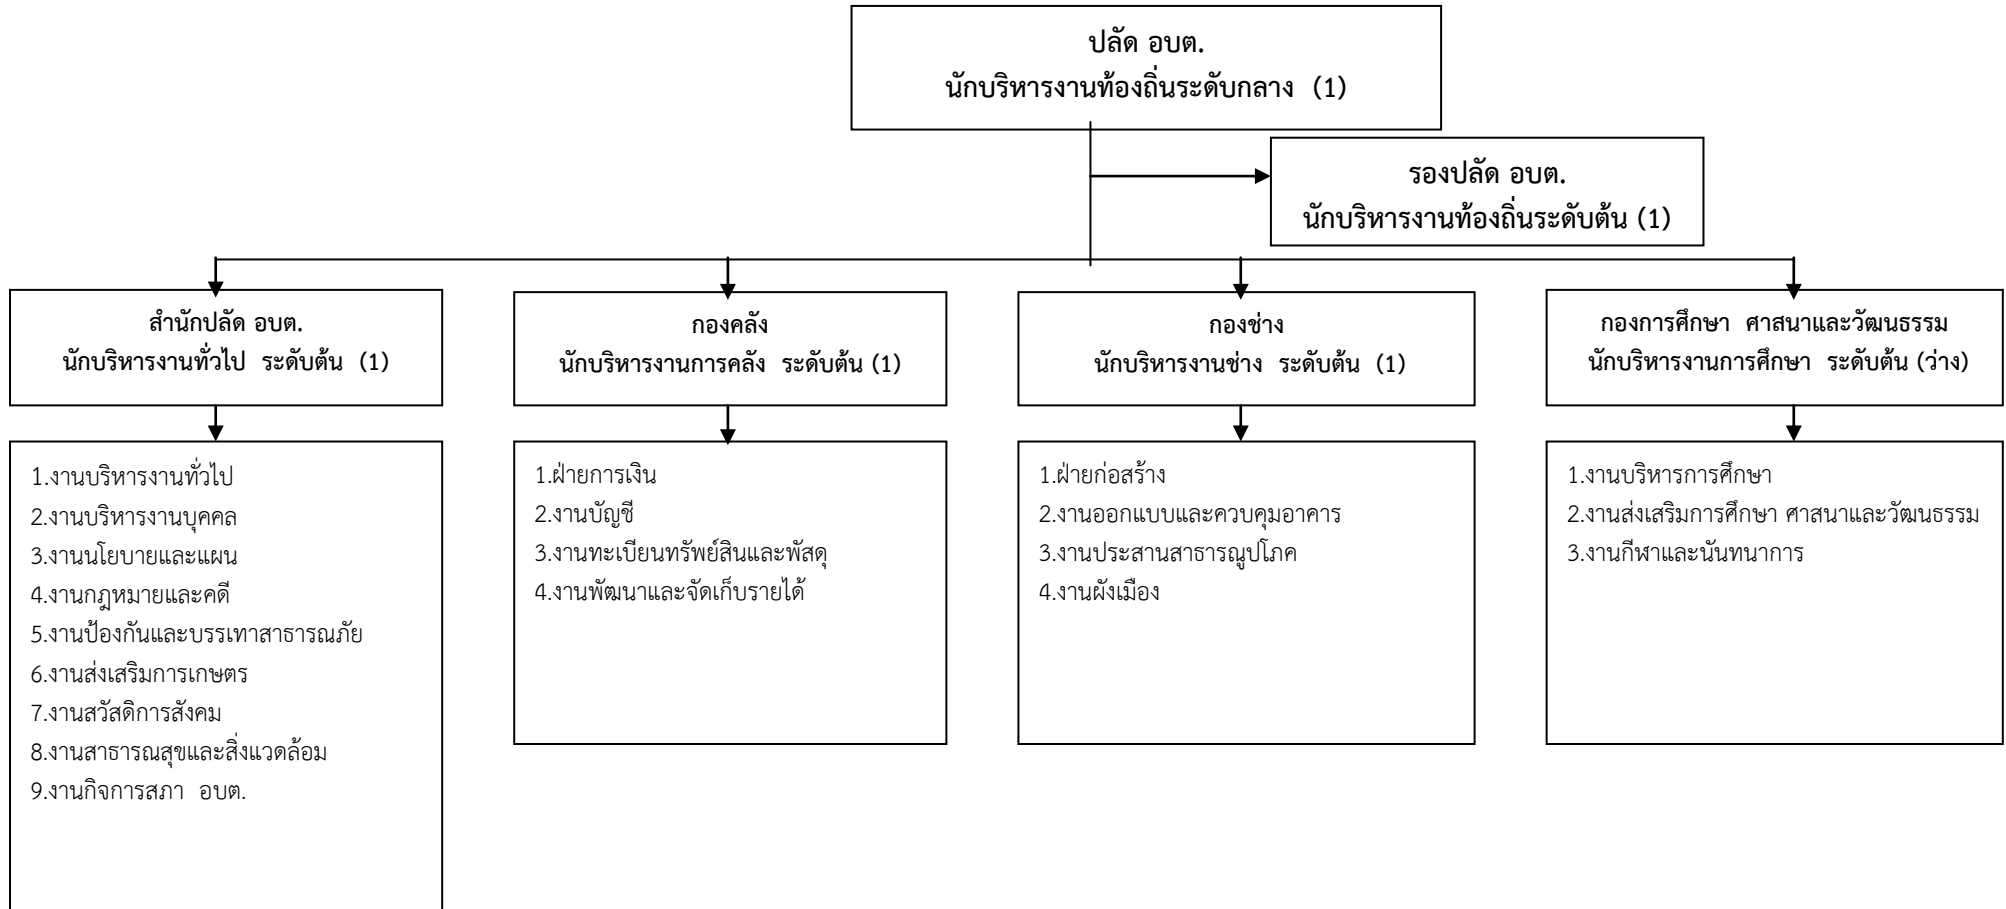 ปลัด อบต.
นักบริหารงานท้องถิ่นระดับกลาง (1)
รองปลัด อบต.
นักบริหารงานท้องถิ่นระดับต้น (1)
สำนักปลัด อบต.
นักบริหารงานทั่วไป ระดับต้น (1)
กองคลัง
นักบริหารงานการคลัง ระดับต้น (1)
กองช่าง
นักบริหารงานช่าง ระดับต้น (1)
กองการศึกษา ศาสนาและวัฒนธรรม
นักบริหารงานการศึกษา ระดับต้น (ว่าง)
1.งานบริหารงานทั่วไป
2.งานบริหารงานบุคคล
3.งานนโยบายและแผน
4.งานกฎหมายและคดี
5.งานป้องกันและบรรเทาสาธารณภัย
6.งานส่งเสริมการเกษตร
7.งานสวัสดิการสังคม
8.งานสาธารณสุขและสิ่งแวดล้อม
9.งานกิจการสภา อบต.
1.ฝ่ายการเงิน
2.งานบัญชี
3.งานทะเบียนทรัพย์สินและพัสดุ
4.งานพัฒนาและจัดเก็บรายได้
1.ฝ่ายก่อสร้าง
2.งานออกแบบและควบคุมอาคาร
3.งานประสานสาธารณูปโภค
4.งานผังเมือง
1.งานบริหารการศึกษา
2.งานส่งเสริมการศึกษา ศาสนาและวัฒนธรรม
3.งานกีฬาและนันทนาการ